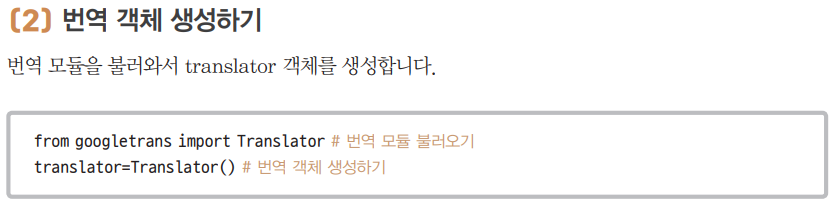 (2) 번역 객체 생성하기
번역 모듈을 불러와서 translator 객체를 생성합니다.
from googletrans import Translator # 번역 모듈 불러오기
translator=Translator() # 번역 객체 생성하기